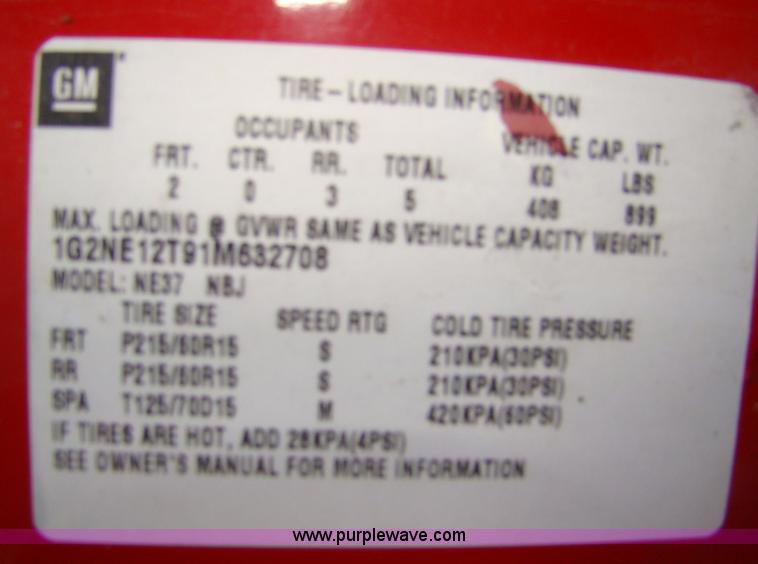 GM
TIRE-LOADING INFORMATION
OCCUPANTS VEHICLE CAP. WT.
FRT. CTR. RR. TOTAL KG LBS
2 0 3 5 408 899
MAX. LOADING @ GVWR SAME AS VEHICLE CAPACITY WEIGHT.
1G2NE12T91M632708
MODEL: NE37 NBJ
TIRE SIZE SPEED RTG COLD TIRE PRESSURE
FRT P215/60R15 S 210KPA(30PSI)
RR P215/60R15 S 210KPA(30PSI)
SPA T125/70D15 M 420KPA(60PSI)
IF TIRES ARE HOT, ADD 28KPA(4PSI)
SEE OWNER'S MANUAL FOR MORE INFORMATION
www.purplewave.com